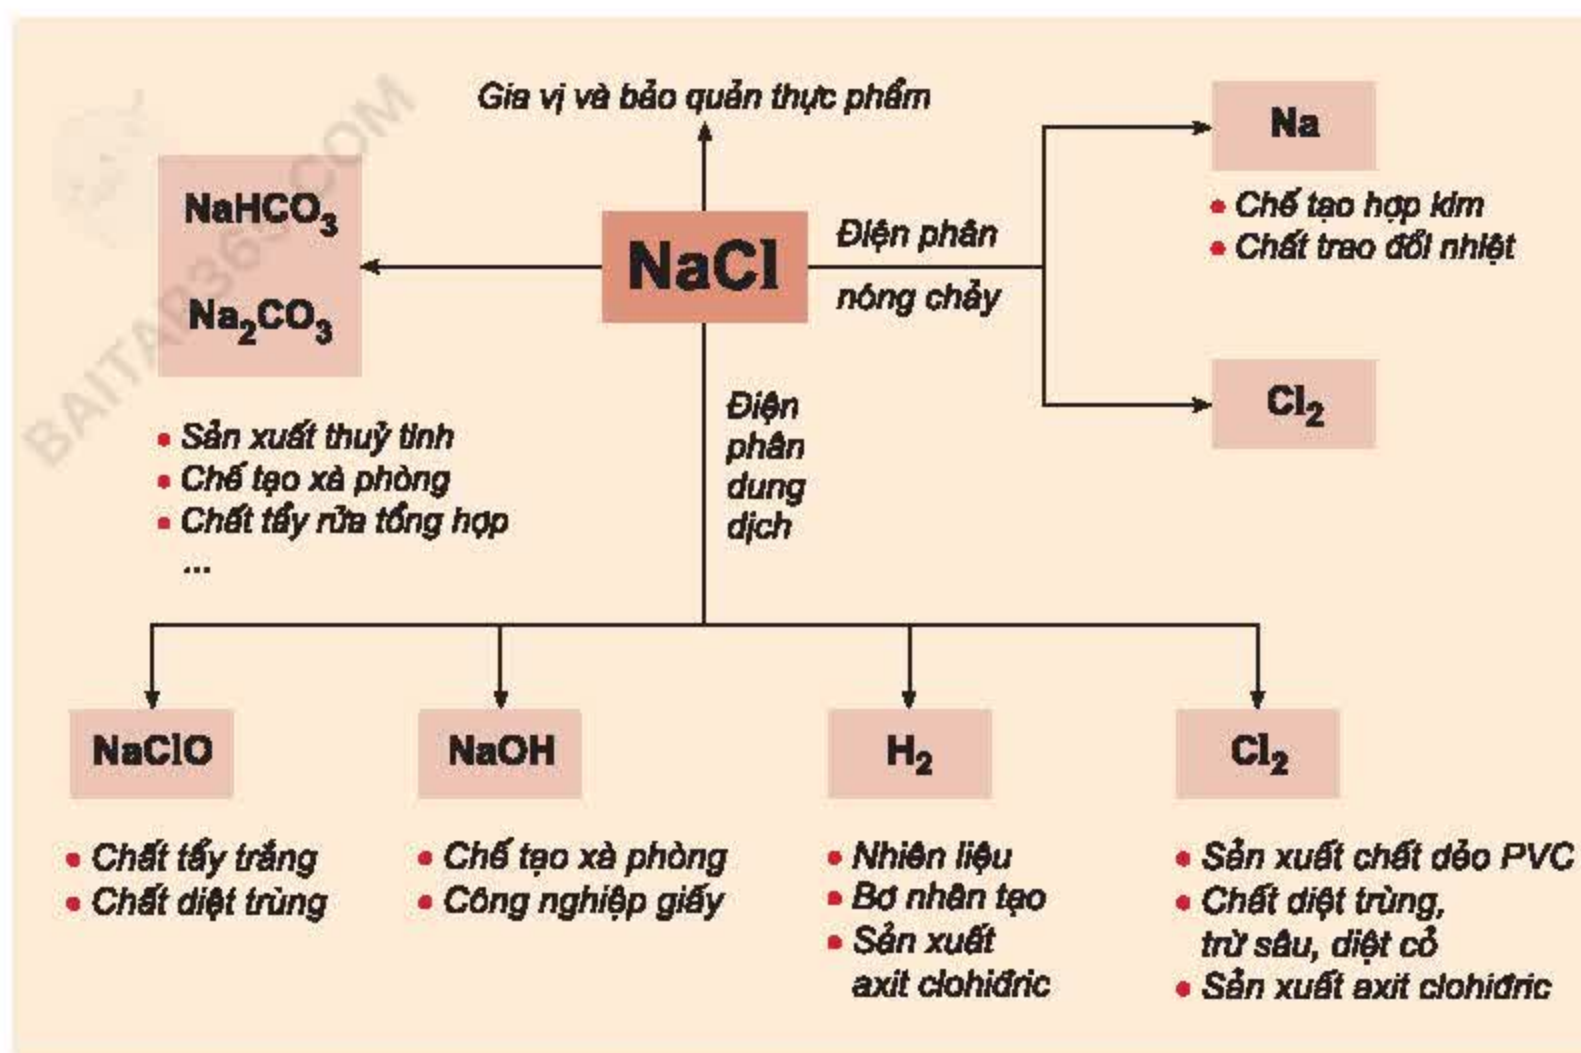 Gia vị và bảo quản thực phẩm
NaHCO₃
Na₂CO₃
NaCl
Điện phân
nóng chảy
Na
• Chế tạo hợp kim
• Chất trao đổi nhiệt
Cl₂
• Sản xuất thuỷ tinh
• Chế tạo xà phòng
• Chất tẩy rửa tổng hợp
...
Điện
phân
dung
dịch
NaClO
• Chất tẩy trắng
• Chất diệt trùng
NaOH
• Chế tạo xà phòng
• Công nghiệp giấy
H₂
• Nhiên liệu
• Bơ nhân tạo
• Sản xuất
axit clohiđric
Cl₂
• Sản xuất chất dẻo PVC
• Chất diệt trùng,
trừ sâu, diệt cỏ
• Sản xuất axit clohiđric
BAITAP365.COM